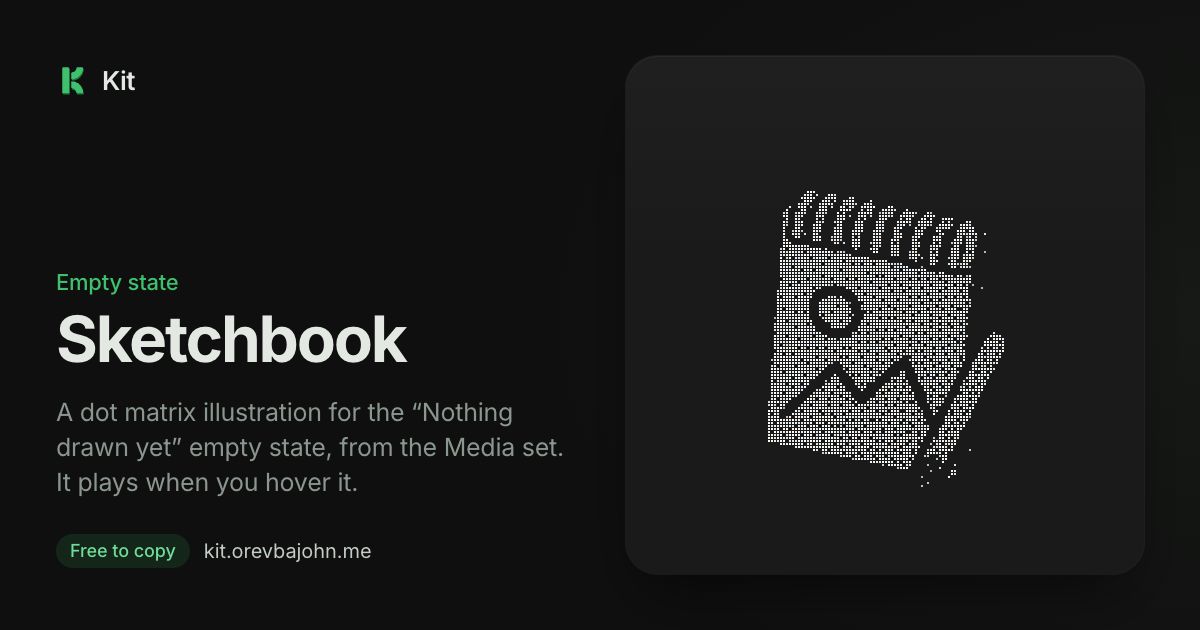 Kit
Empty state
Sketchbook
A dot matrix illustration for the “Nothing
drawn yet” empty state, from the Media set.
It plays when you hover it.
Free to copy
kit.orevbajohn.me